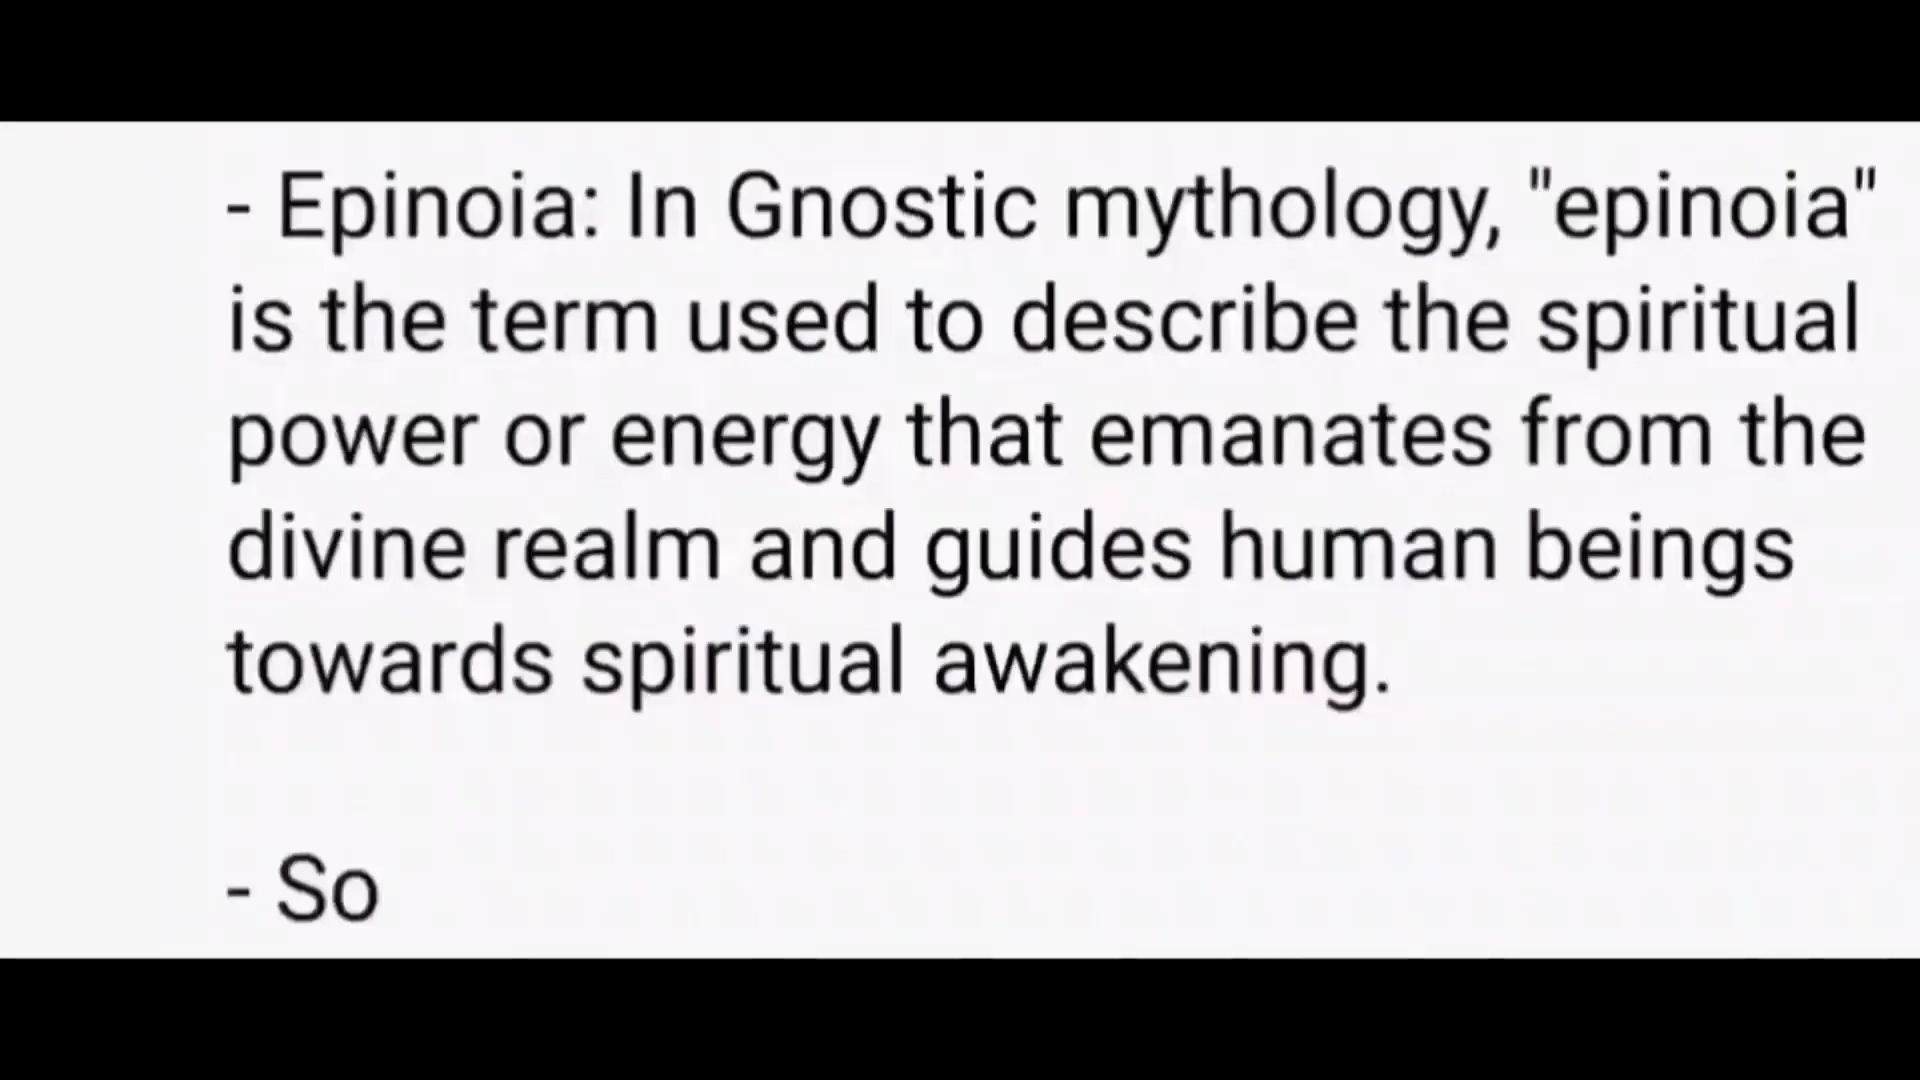 - Epinoia: In Gnostic mythology, "epinoia"
is the term used to describe the spiritual
power or energy that emanates from the
divine realm and guides human beings
towards spiritual awakening.
- So